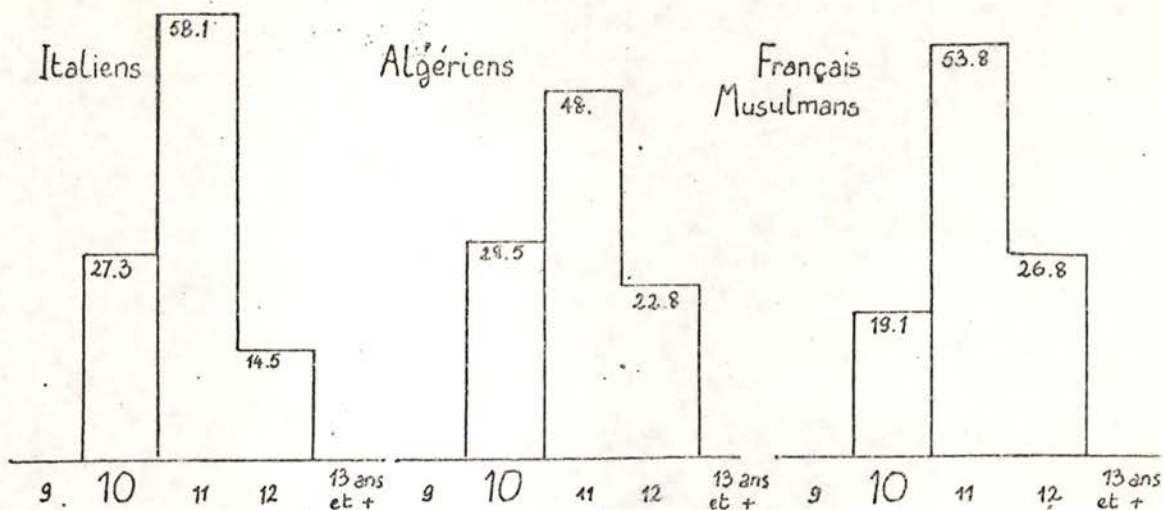 Italiens
58.1
27.3
14.5
9 10 11 12 13 ans et +
Algériens
48.
28.5
22.8
9 10 11 12 13 ans et +
Français
Musulmans
53.8
19.1
26.8
9 10 11 12 13 ans et +